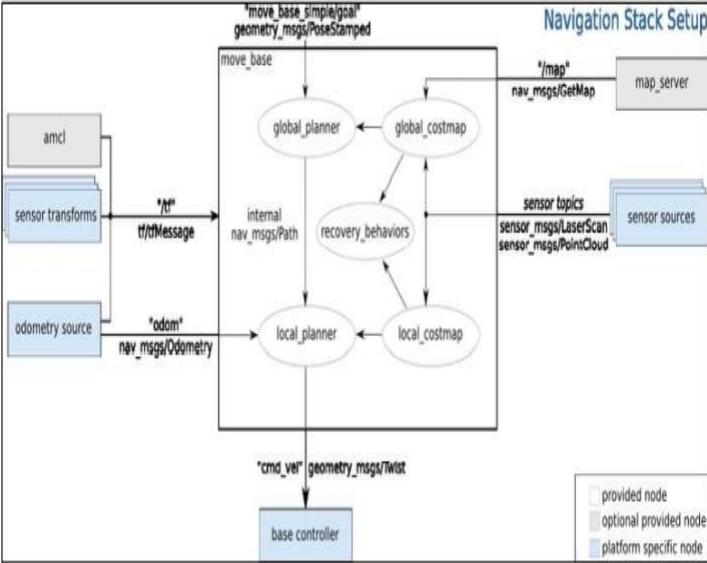 "move_base_simple/goal"
geometry_msgs/PoseStamped
Navigation Stack Setup
move_base
"/map"
nav_msgs/GetMap
map_server
amcl
global_planner
global_costmap
sensor transforms
"/tf"
tf/tfMessage
internal
nav_msgs/Path
recovery_behaviors
sensor topics
sensor_msgs/LaserScan
sensor_msgs/PointCloud
sensor sources
odometry source
"odom"
nav_msgs/Odometry
local_planner
local_costmap
"cmd_vel" geometry_msgs/Twist
base controller
provided node
optional provided node
platform specific node